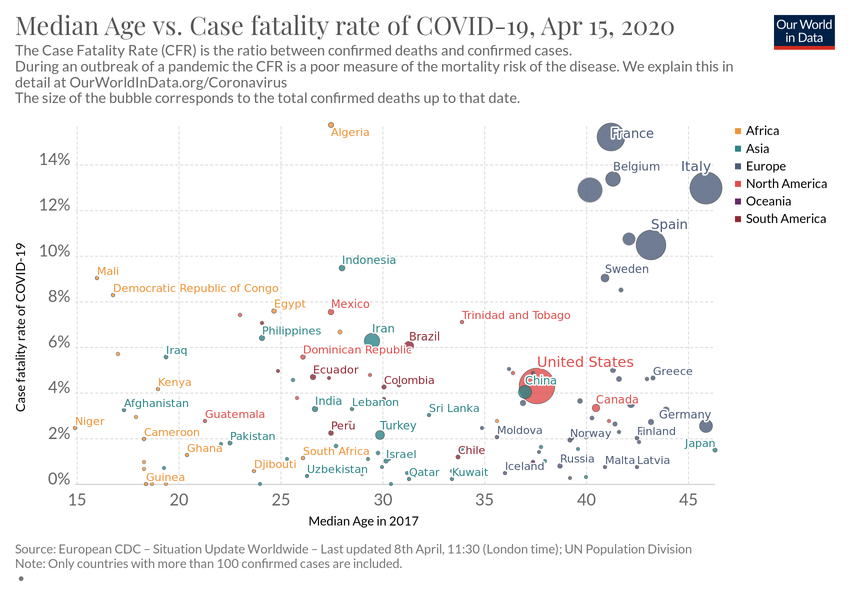 Median Age vs. Case fatality rate of COVID-19, Apr 15, 2020
Our World
in Data
The Case Fatality Rate (CFR) is the ratio between confirmed deaths and confirmed cases.
During an outbreak of a pandemic the CFR is a poor measure of the mortality risk of the disease. We explain this in
detail at OurWorldInData.org/Coronavirus
The size of the bubble corresponds to the total confirmed deaths up to that date.
Africa
Asia
Europe
North America
Oceania
South America
Case fatality rate of COVID-19
14%
12%
10%
8%
6%
4%
2%
0%
Algeria
France
Belgium
Italy
Spain
Sweden
Indonesia
Mali
Democratic Republic of Congo
Egypt
Mexico
Trinidad and Tobago
Philippines
Iran
Brazil
Iraq
Dominican Republic
United States
Ecuador
China
Greece
Kenya
Colombia
Afghanistan
India
Lebanon
Sri Lanka
Canada
Guatemala
Germany
Niger
Cameroon
Pakistan
Peru
Turkey
Moldova
Norway
Finland
Ghana
South Africa
Israel
Chile
Japan
Djibouti
Uzbekistan
Qatar
Kuwait
Iceland
Russia
Malta
Latvia
Guinea
15
20
25
30
35
40
45
Median Age in 2017
Source: European CDC – Situation Update Worldwide – Last updated 8th April, 11:30 (London time); UN Population Division
Note: Only countries with more than 100 confirmed cases are included.